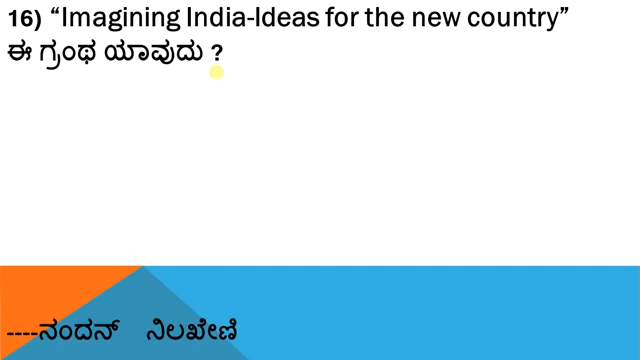 16) “Imagining India-Ideas for the new country”
ಈ ಗ್ರಂಥ ಯಾವುದು ?
----ನಂದನ್ ನಿಲಖೇಣಿ